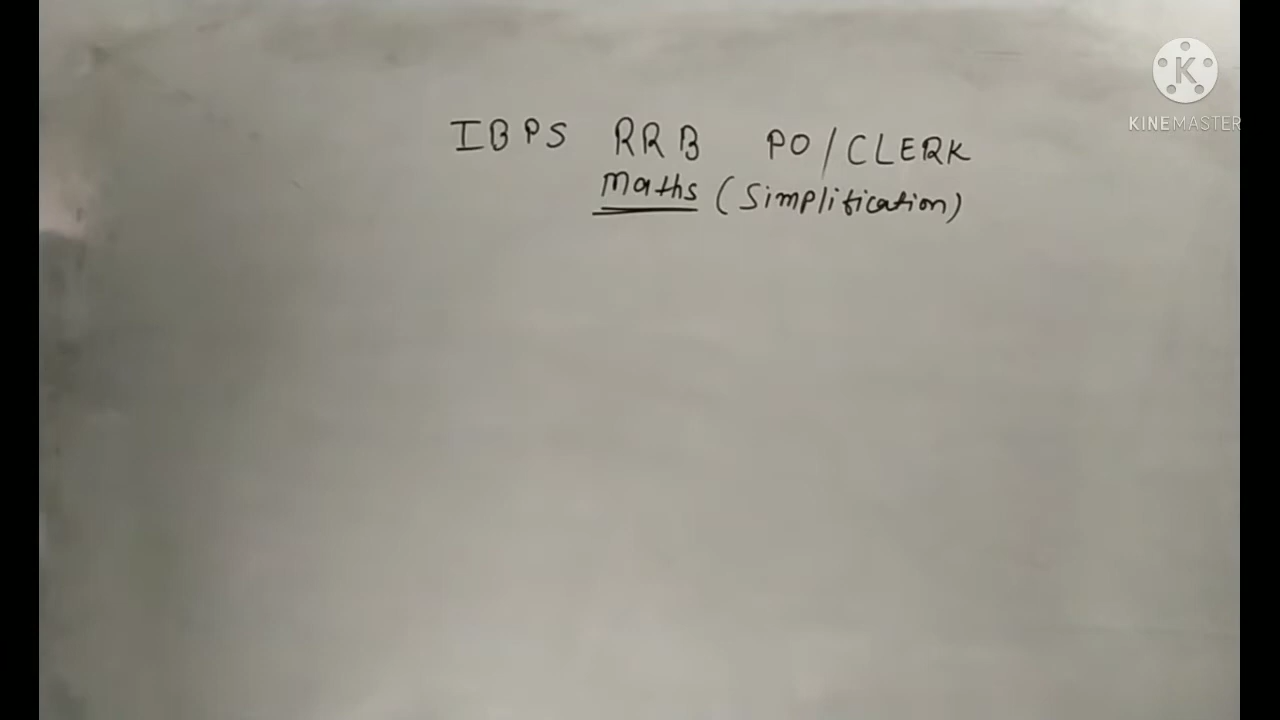 IBPS RRB PO/CLERK
Maths (Simplification)
K
KINEMASTER